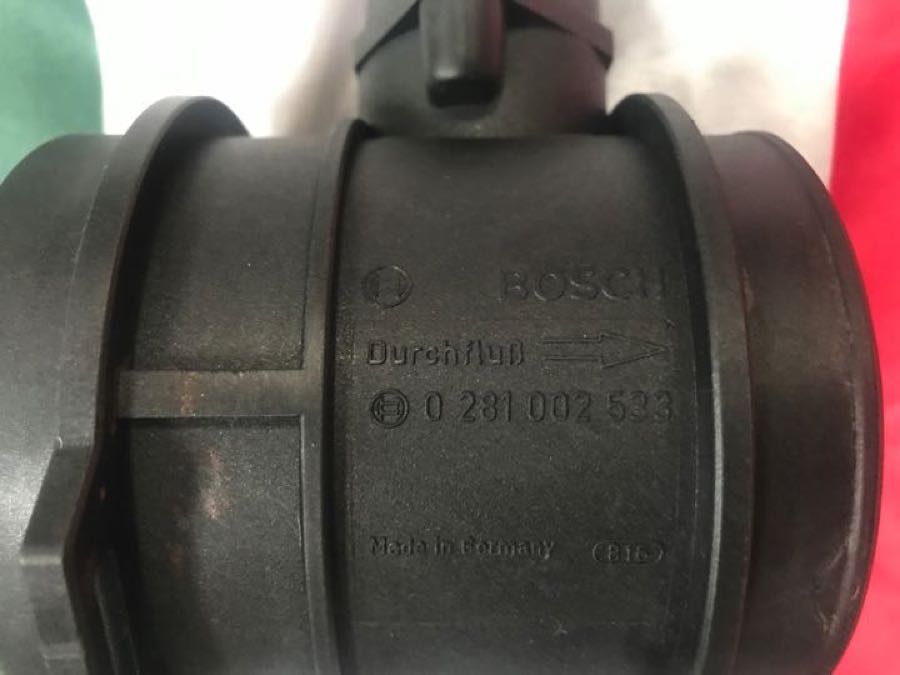 BOSCH
Durchfluß
0 281 002 533
Made in Germany